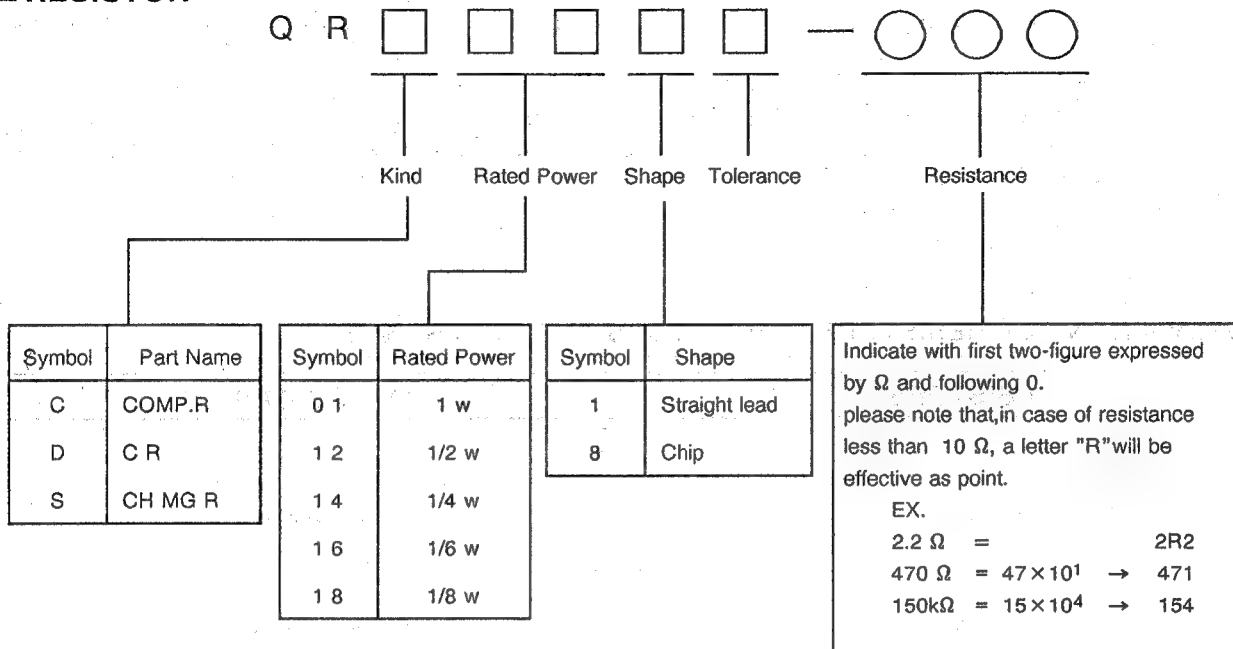 Q R —
Kind Rated Power Shape Tolerance Resistance
Symbol Part Name
C COMP.R
D C R
S CH MG R
Symbol Rated Power
0 1 1 w
1 2 1/2 w
1 4 1/4 w
1 6 1/6 w
1 8 1/8 w
Symbol Shape
1 Straight lead
8 Chip
Indicate with first two-figure expressed
by Ω and following 0.
please note that,in case of resistance
less than 10 Ω, a letter "R"will be
effective as point.
EX.
2.2 Ω = 2R2
470 Ω = 47×10¹ → 471
150kΩ = 15×10⁴ → 154